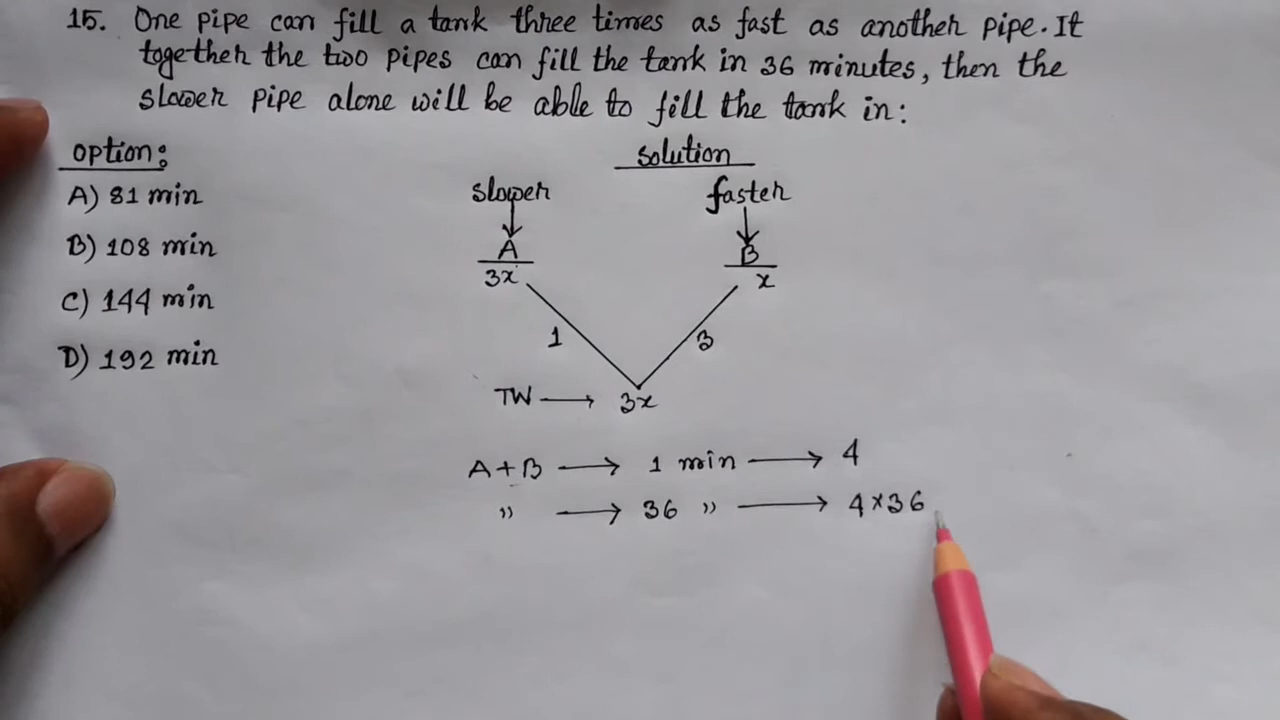 15. One pipe can fill a tank three times as fast as another pipe. It
together the two pipes can fill the tank in 36 minutes, then the
slower pipe alone will be able to fill the tank in:
option:
A) 81 min
B) 108 min
C) 144 min
D) 192 min
solution
slower faster
A B
3x x
1 3
TW → 3x
A+B → 1 min → 4
" → 36 " → 4×36